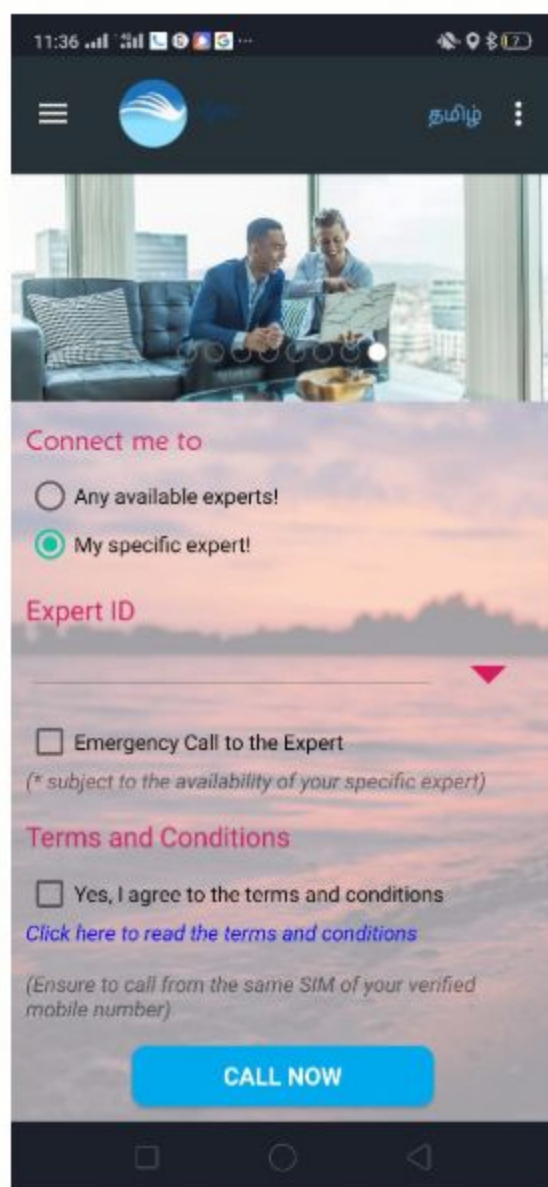 11:36
தமிழ்
Connect me to
Any available experts!
My specific expert!
Expert ID
Emergency Call to the Expert
(* subject to the availability of your specific expert)
Terms and Conditions
Yes, I agree to the terms and conditions
Click here to read the terms and conditions
(Ensure to call from the same SIM of your verified
mobile number)
CALL NOW